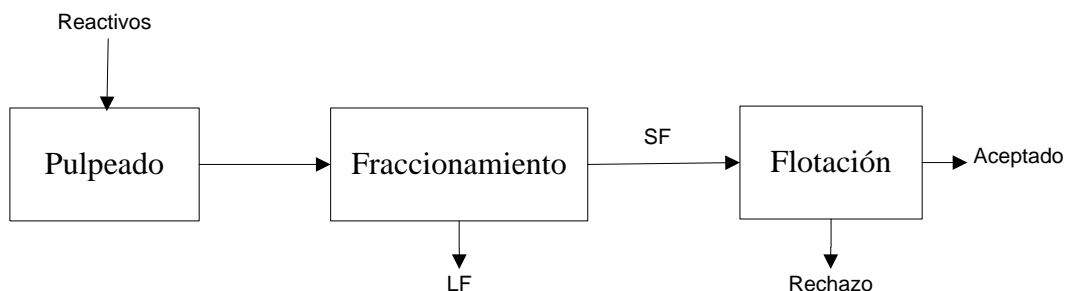 Reactivos
Pulpeado
Fraccionamiento
SF
Flotación
Aceptado
LF
Rechazo